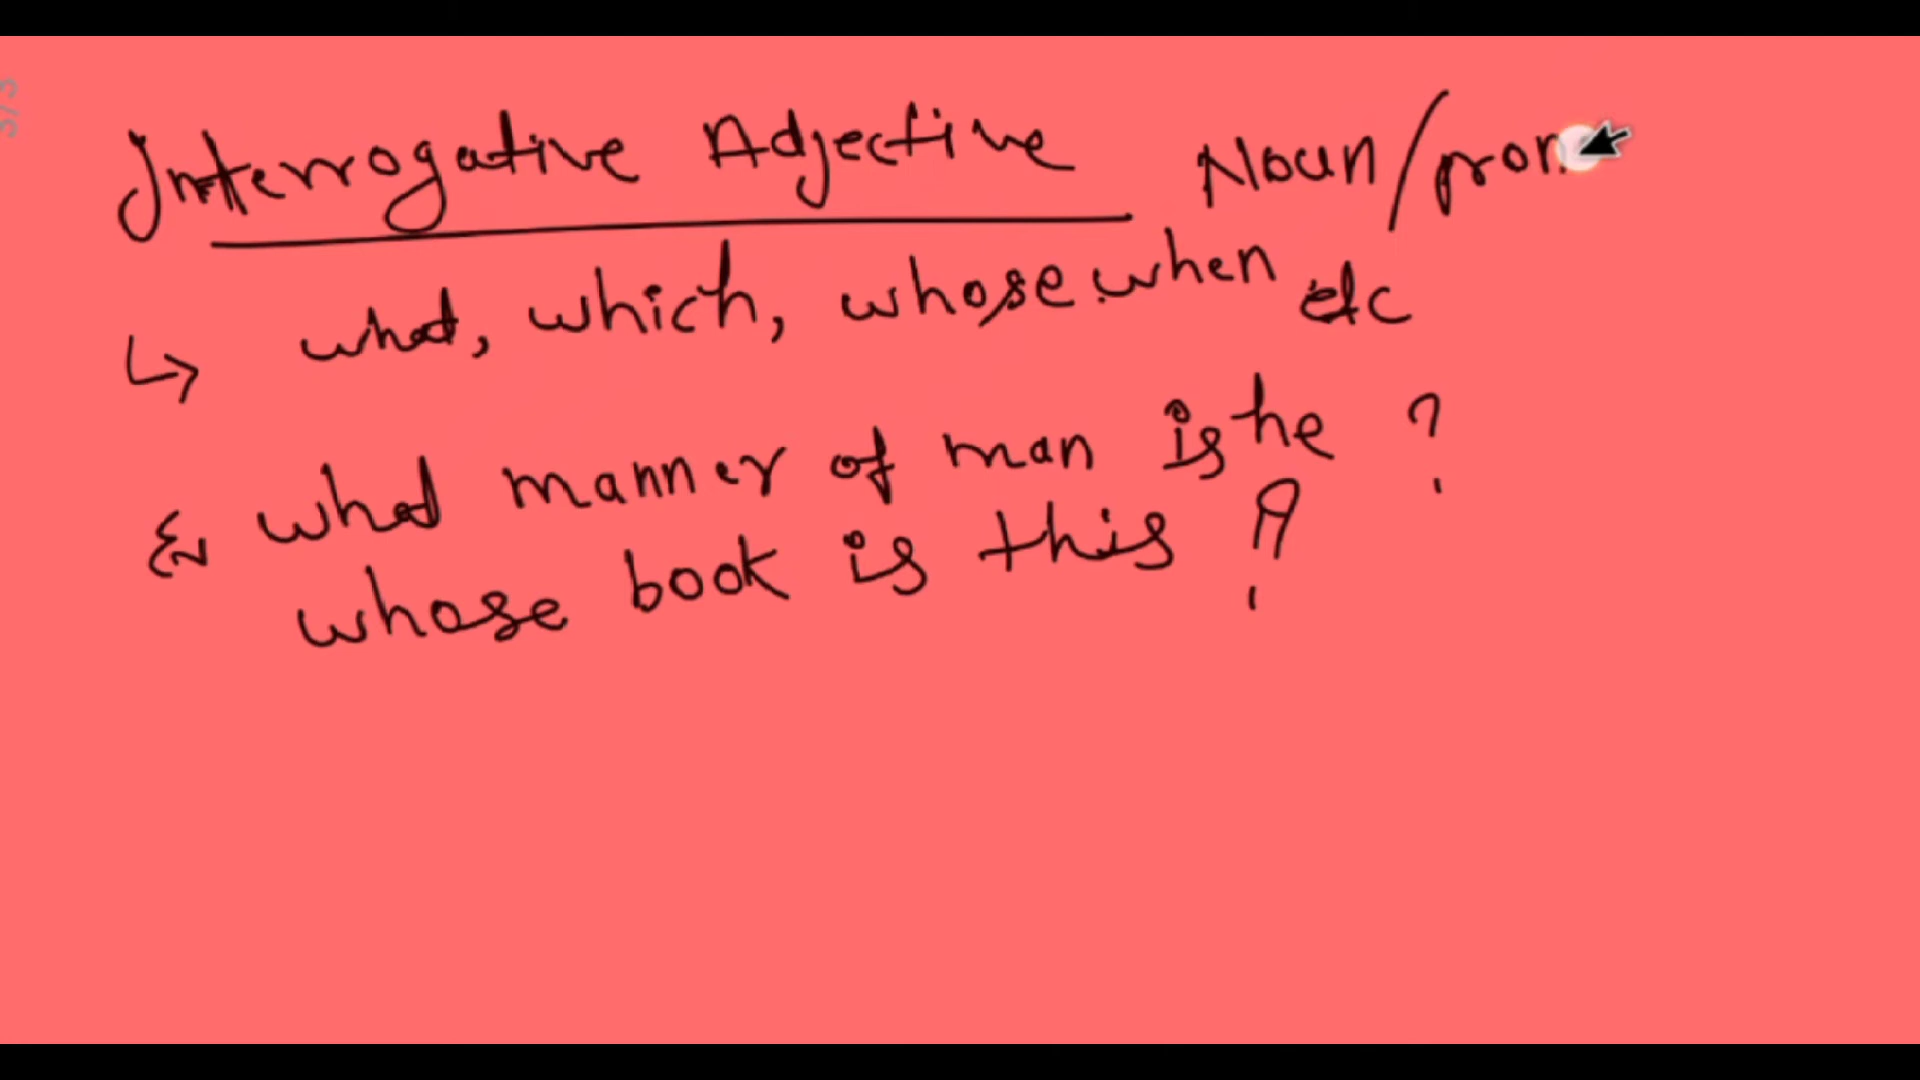 Interrogative Adjective Noun/pron
↳ what, which, whose, when etc
Ex what manner of man is he ?
whose book is this ?